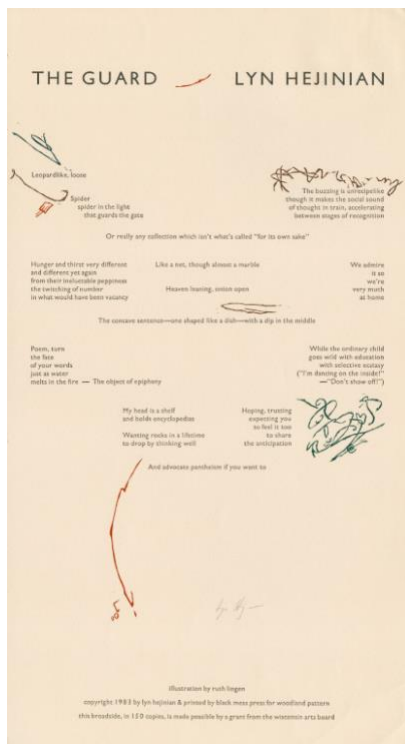 THE GUARD LYN HEJINIAN
Leopardlike, loose
Spider
spider in the light
that guards the gate
The buzzing is unrecipelike
though it makes the social sound
of thought in train, accelerating
between stages of recognition
Or really any collection which isn't what's called "for its own sake"
Hunger and thirst very different
and different yet again
from their ineluctable peppiness
the twitching of number
in what would have been vacancy
Like a net, though almost a marble
Heaven leaning, onion open
We admire
it so
we're
very much
at home
The concave sentence—one shaped like a dish—with a dip in the middle
Poem, turn
the fate
of your words
just as water
melts in the fire — The object of epiphany
While the ordinary child
goes wild with education
with selective ecstasy
("I'm dancing on the inside!"
—"Don't show off!")
My head is a shelf
and holds encyclopedias
Wanting rooks in a lifetime
to drop by thinking well
Hoping, trusting
expecting you
to feel it too
to share
the anticipation
And advocate pantheism if you want to
illustration by ruth lingen
copyright 1983 by lyn hejinian & printed by black mesa press for woodland pattern
this broadside, in 150 copies, is made possible by a grant from the wisconsin arts board